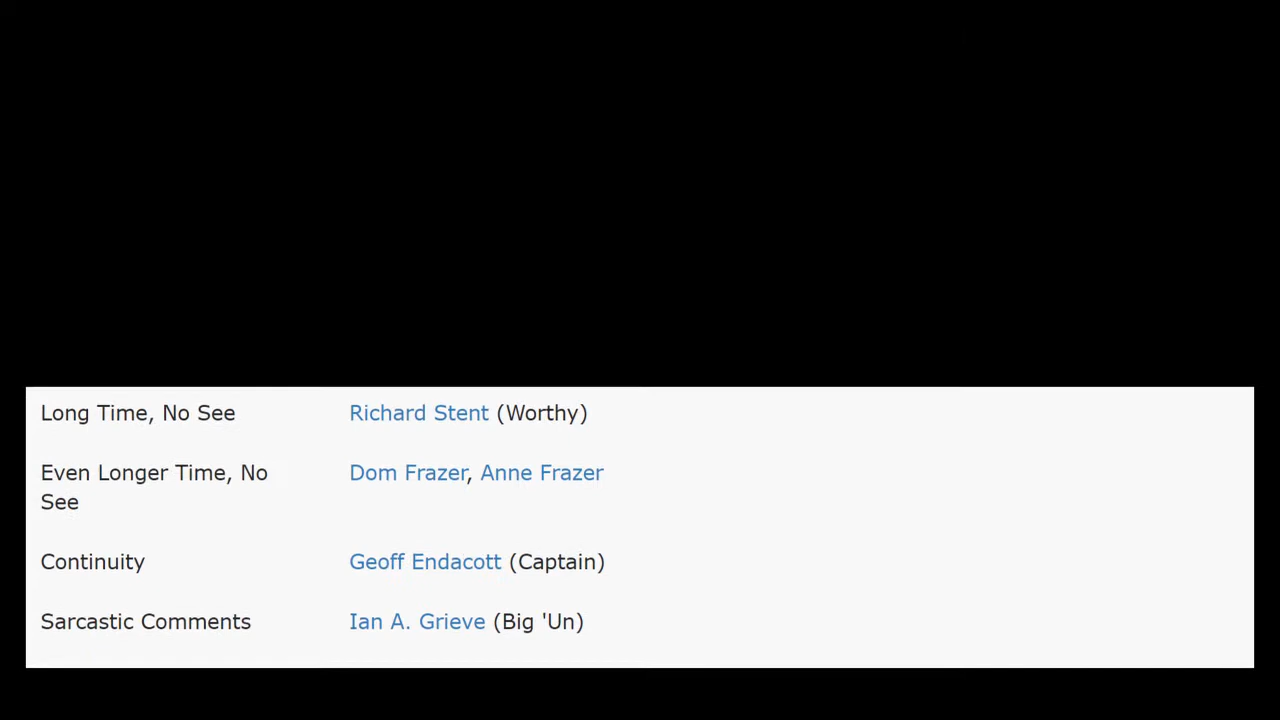 Long Time, No See Richard Stent (Worthy)
Even Longer Time, No Dom Frazer, Anne Frazer
See
Continuity Geoff Endacott (Captain)
Sarcastic Comments Ian A. Grieve (Big 'Un)